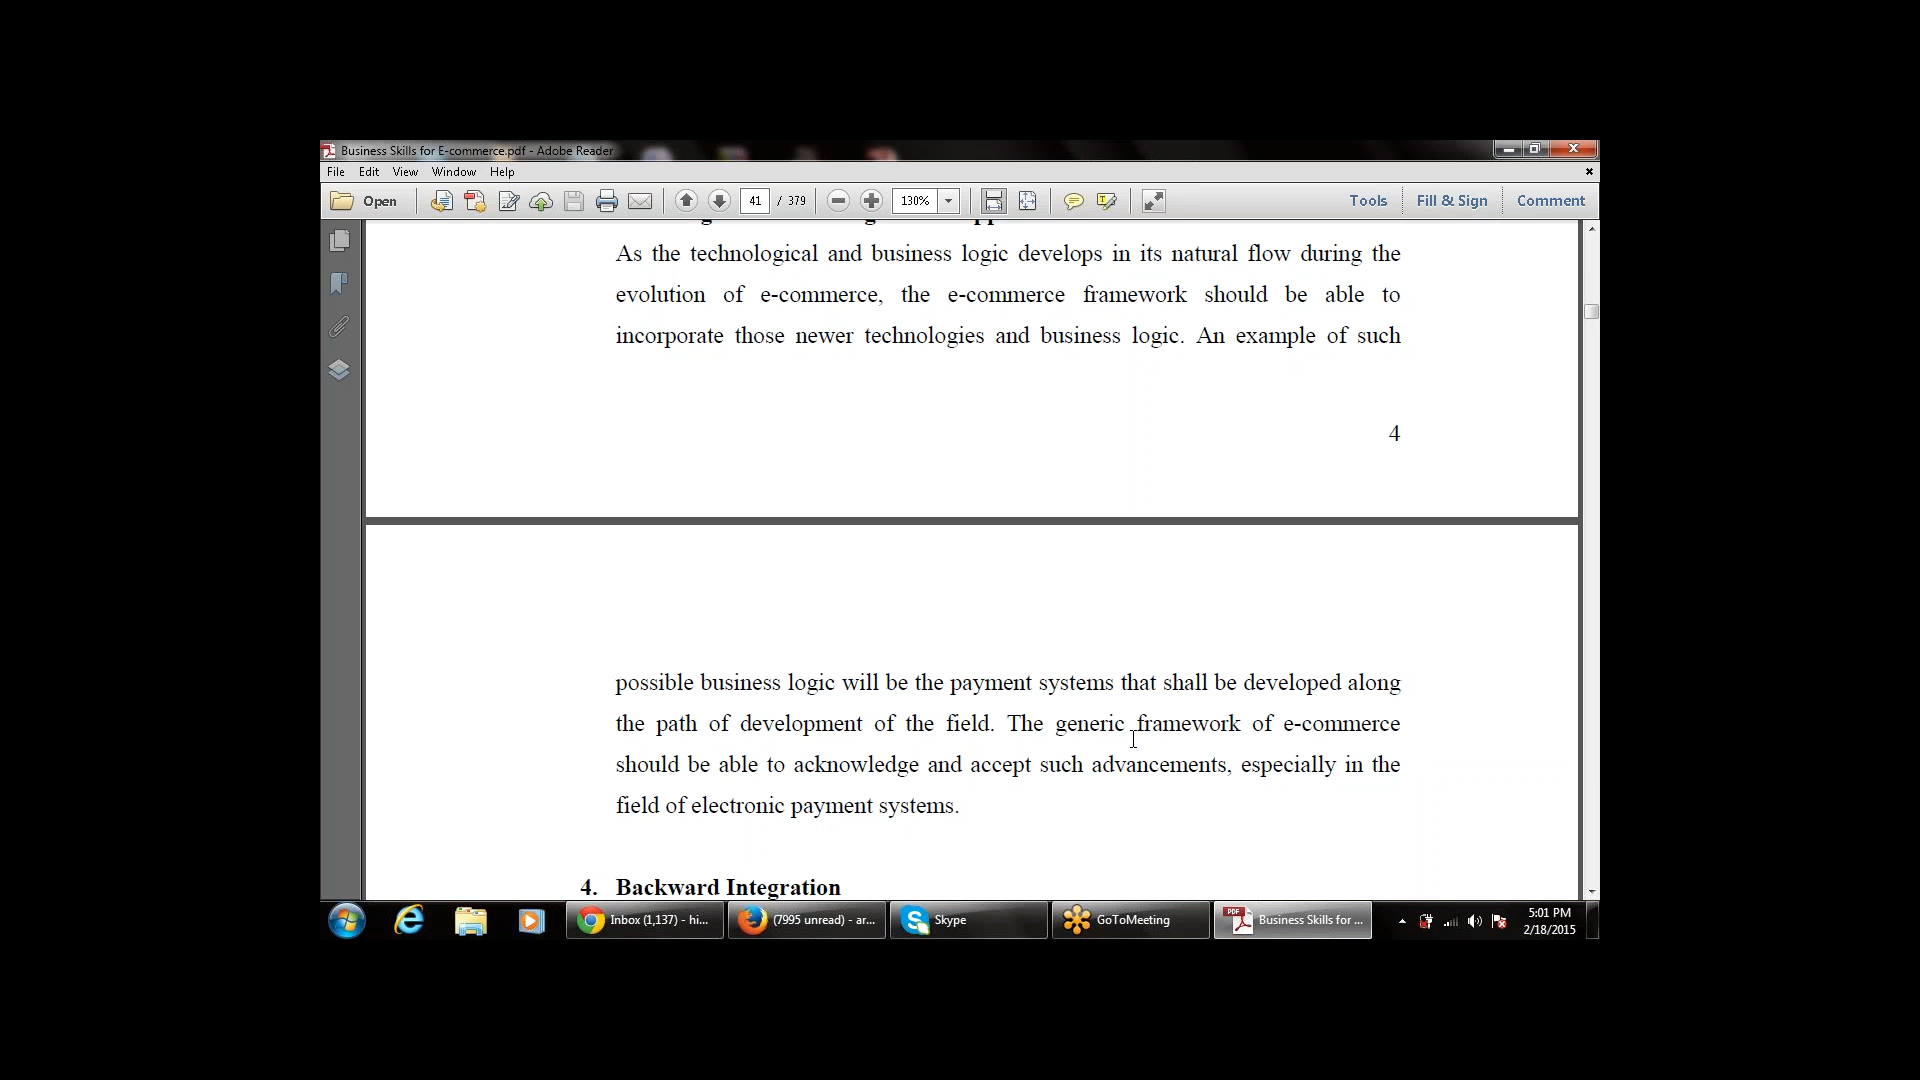 Business Skills for E-commerce.pdf - Adobe Reader
File Edit View Window Help
Open 41 / 379 130% Tools Fill & Sign Comment
As the technological and business logic develops in its natural flow during the
evolution of e-commerce, the e-commerce framework should be able to
incorporate those newer technologies and business logic. An example of such
4
possible business logic will be the payment systems that shall be developed along
the path of development of the field. The generic framework of e-commerce
should be able to acknowledge and accept such advancements, especially in the
field of electronic payment systems.
4. Backward Integration
Inbox (1,137) - hi... (7995 unread) - ar... Skype GoToMeeting Business Skills for ... 5:01 PM
2/18/2015